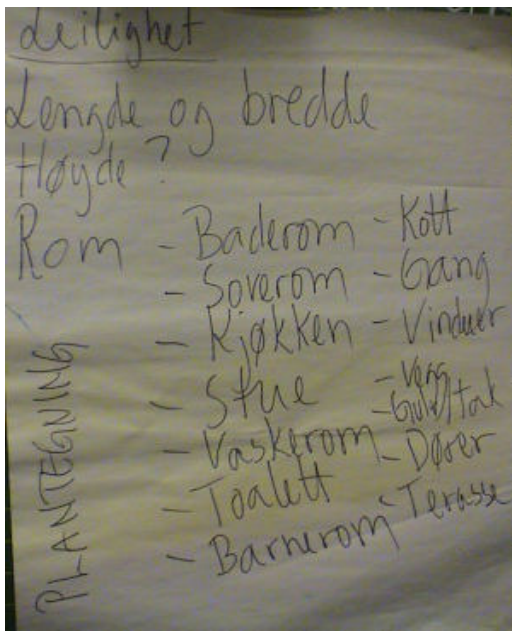 Leilighet
Lengde og bredde
Høyde?
Rom - Baderom - Kott
- Soverom - Gang
- Kjøkken - Vinduer
- Stue - Vegg
- Gulv/tak
- Vaskerom - Dører
- Toalett - Terasse
- Barnerom
PLANTEGNING